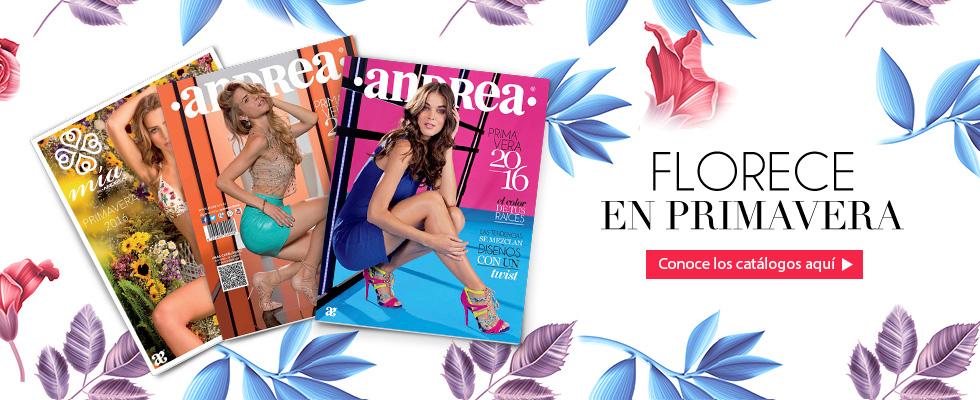 mía
PRIMAVERA
2016
·anDRea·
·anDRea·®
PRIMA
VERA
20
16
el color
DE TUS
RAÍCES
LAS TENDENCIAS
SE MEZCLAN
DISEÑOS
CON UN
twist
FLORECE
EN PRIMAVERA
Conoce los catálogos aquí